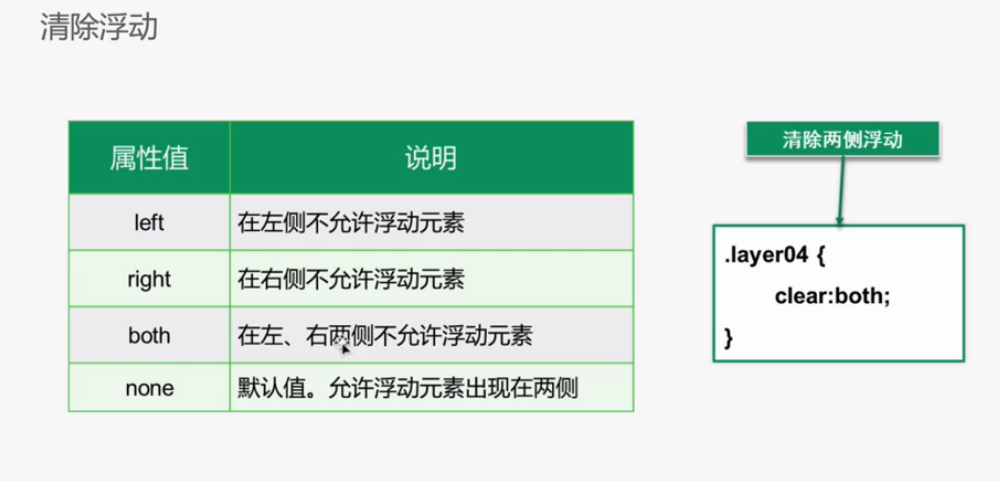 清除浮动
属性值 说明
left 在左侧不允许浮动元素
right 在右侧不允许浮动元素
both 在左、右两侧不允许浮动元素
none 默认值。允许浮动元素出现在两侧
清除两侧浮动
.layer04 {
clear:both;
}